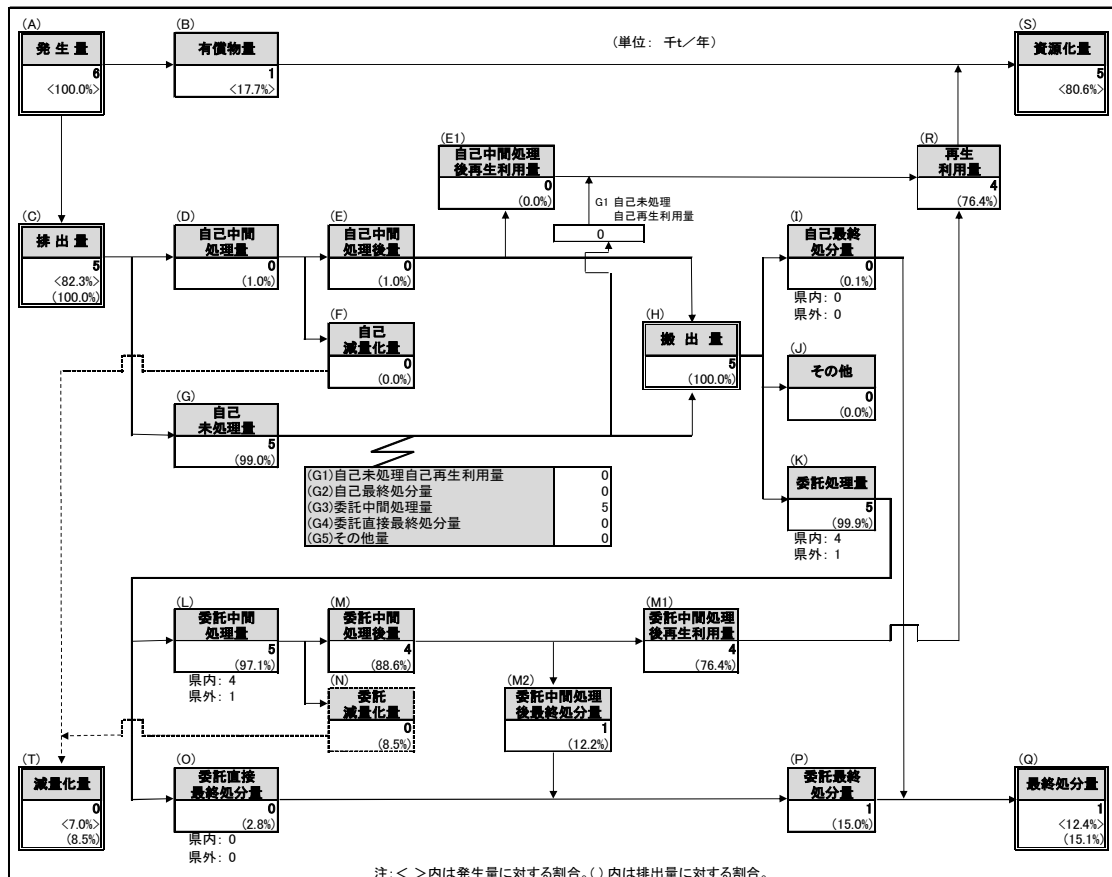 (A)
発 生 量
6
<100.0%>
(B)
有償物量
1
<17.7%>
(単位： 千t／年)
(S)
資源化量
5
<80.6%>
(E1)
自己中間処理
後再生利用量
0
(0.0%)
G1 自己未処理
自己再生利用量
0
(R)
再生
利用量
4
(76.4%)
(C)
排 出 量
5
<82.3%>
(100.0%)
(D)
自己中間
処理量
0
(1.0%)
(E)
自己中間
処理後量
0
(1.0%)
(F)
自己
減量化量
0
(0.0%)
(G)
自己
未処理量
5
(99.0%)
(G1)自己未処理自己再生利用量 0
(G2)自己最終処分量 0
(G3)委託中間処理量 5
(G4)委託直接最終処分量 0
(G5)その他量 0
(H)
搬 出 量
5
(100.0%)
(I)
自己最終
処分量
0
(0.1%)
県内： 0
県外： 0
(J)
その他
0
(0.0%)
(K)
委託処理量
5
(99.9%)
県内： 4
県外： 1
(L)
委託中間
処理量
5
(97.1%)
県内： 4
県外： 1
(M)
委託中間
処理後量
4
(88.6%)
(N)
委託
減量化量
0
(8.5%)
(M1)
委託中間処理
後再生利用量
4
(76.4%)
(M2)
委託中間処理
後最終処分量
1
(12.2%)
(T)
減量化量
0
<7.0%>
(8.5%)
(O)
委託直接
最終処分量
0
(2.8%)
県内： 0
県外： 0
(P)
委託最終
処分量
1
(15.0%)
(Q)
最終処分量
1
<12.4%>
(15.1%)
注：＜ ＞内は発生量に対する割合。( )内は排出量に対する割合。